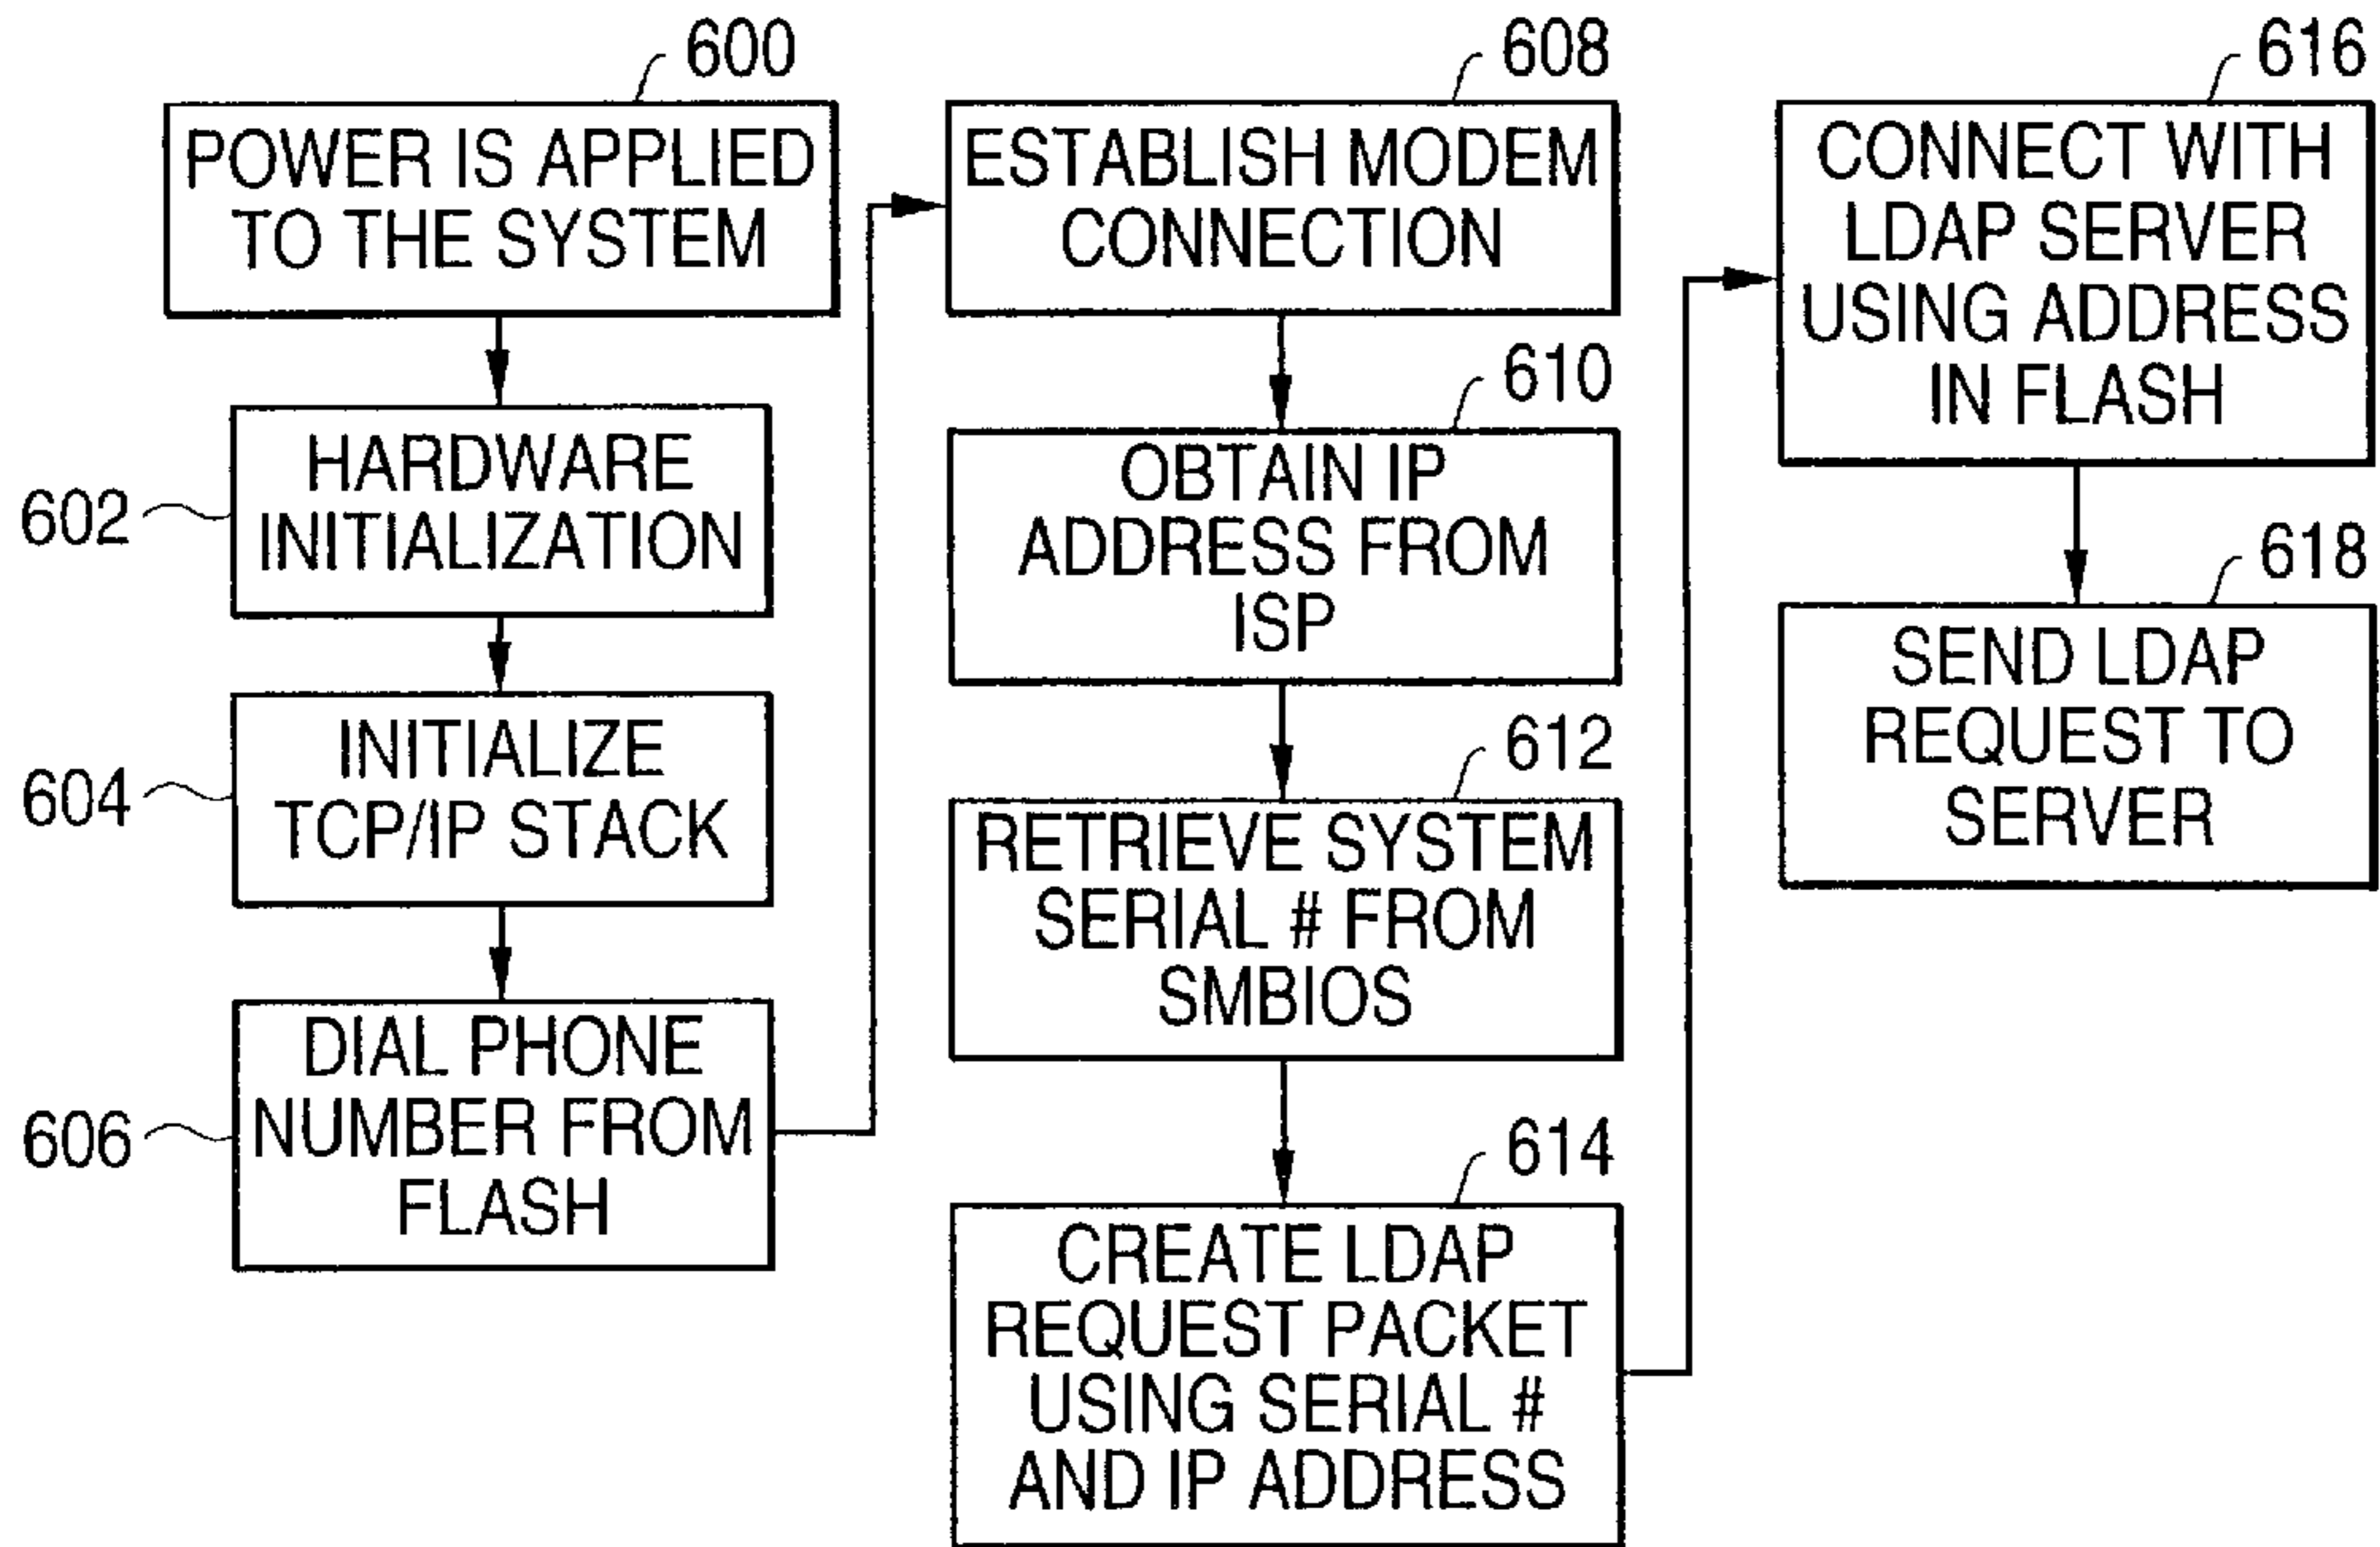 600
POWER IS APPLIED
TO THE SYSTEM
602
HARDWARE
INITIALIZATION
604
INITIALIZE
TCP/IP STACK
606
DIAL PHONE
NUMBER FROM
FLASH
608
ESTABLISH MODEM
CONNECTION
610
OBTAIN IP
ADDRESS FROM
ISP
612
RETRIEVE SYSTEM
SERIAL # FROM
SMBIOS
614
CREATE LDAP
REQUEST PACKET
USING SERIAL #
AND IP ADDRESS
616
CONNECT WITH
LDAP SERVER
USING ADDRESS
IN FLASH
618
SEND LDAP
REQUEST TO
SERVER